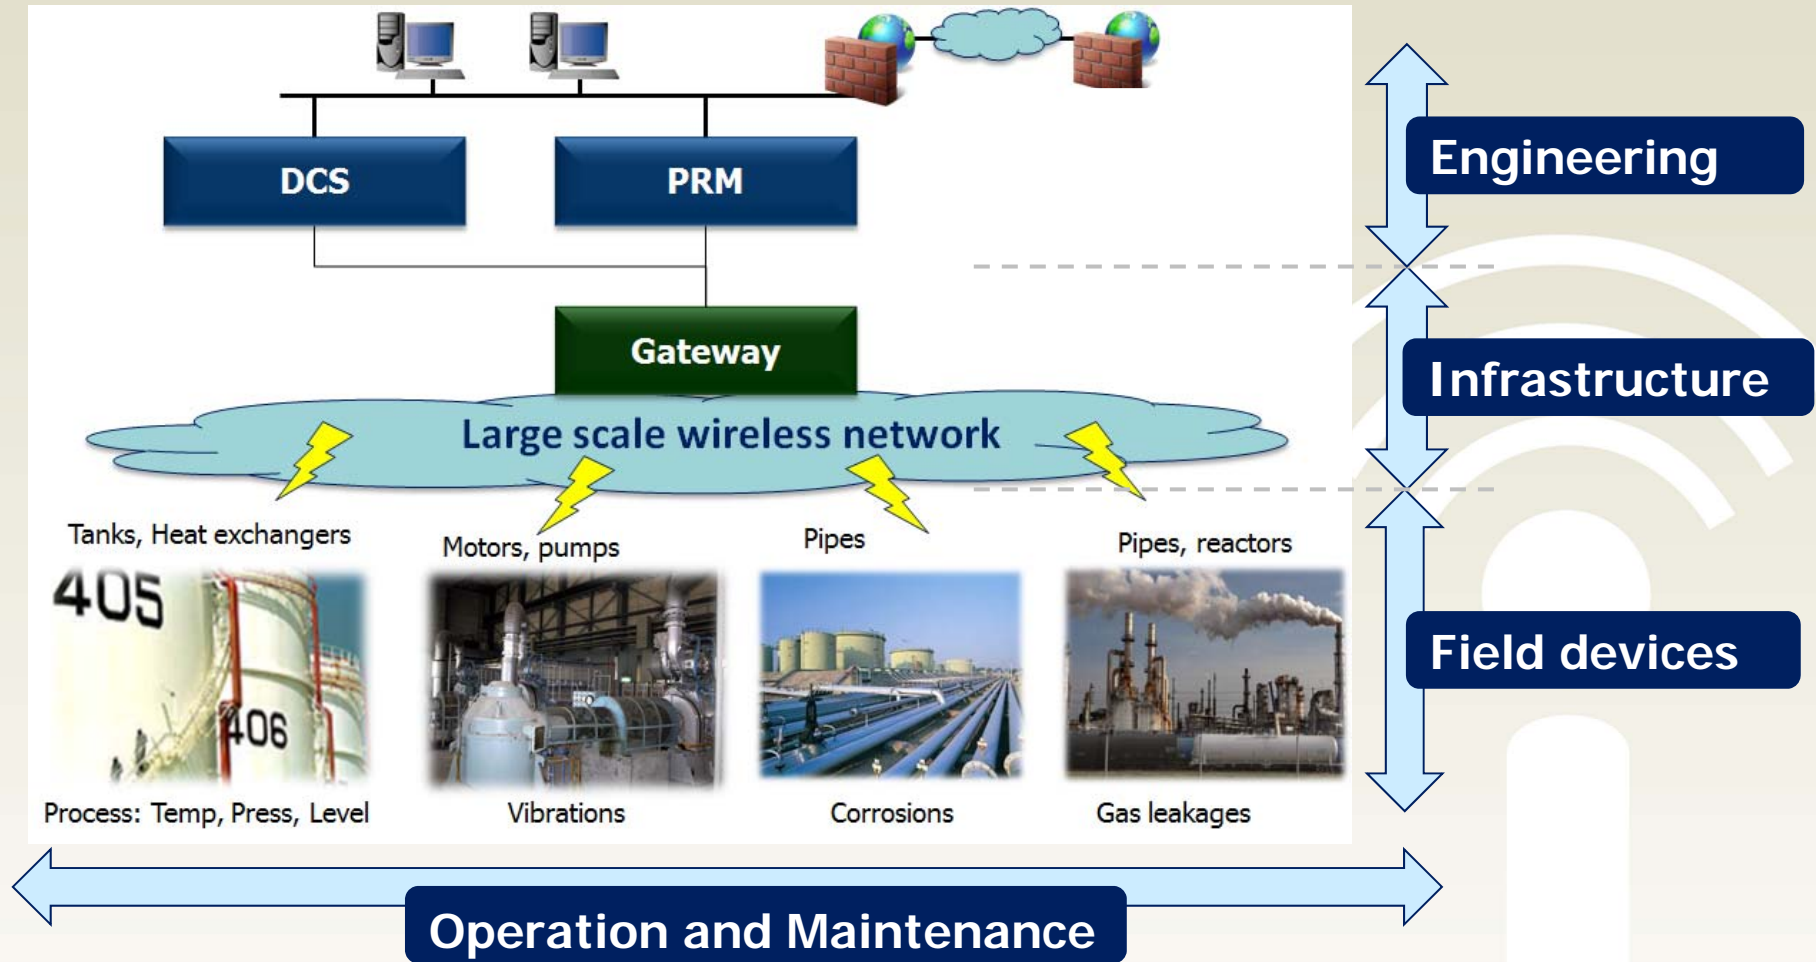 DCS
PRM
Engineering
Gateway
Infrastructure
Large scale wireless network
Tanks, Heat exchangers
Motors, pumps
Pipes
Pipes, reactors
405
406
Field devices
Process: Temp, Press, Level
Vibrations
Corrosions
Gas leakages
Operation and Maintenance